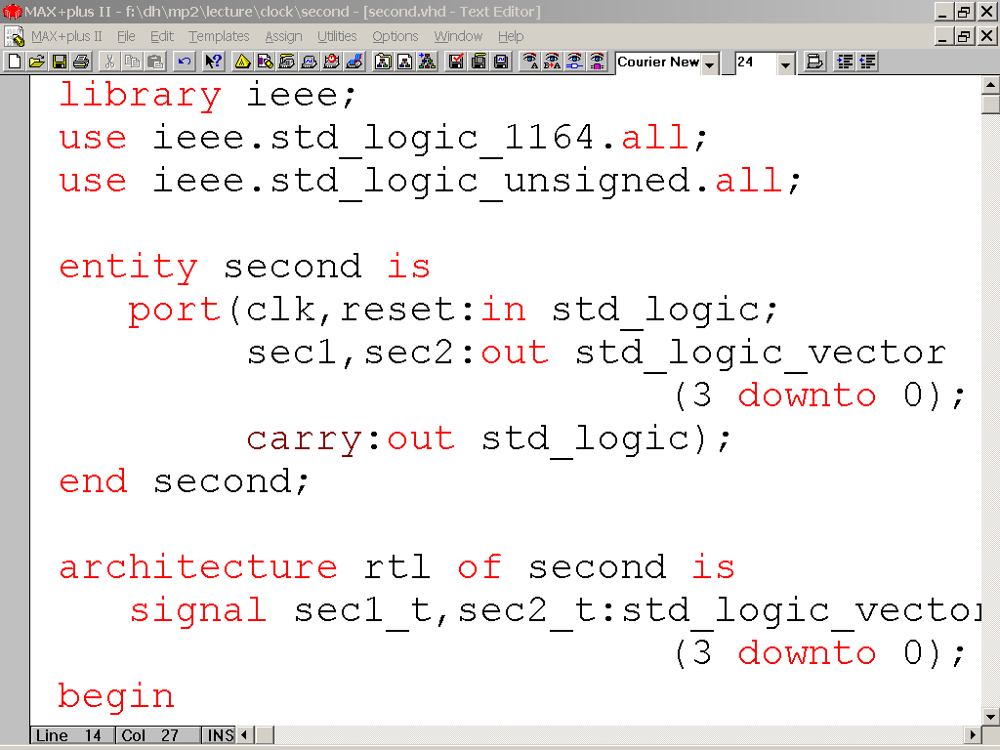 MAX+plus II - f:\dh\mp2\lecture\clock\second - [second.vhd - Text Editor]
MAX+plus II File Edit Templates Assign Utilities Options Window Help
Courier New 24
library ieee;
use ieee.std_logic_1164.all;
use ieee.std_logic_unsigned.all;
entity second is
port(clk,reset:in std_logic;
sec1,sec2:out std_logic_vector
(3 downto 0);
carry:out std_logic);
end second;
architecture rtl of second is
signal sec1_t,sec2_t:std_logic_vector
(3 downto 0);
begin
Line 14 Col 27 INS